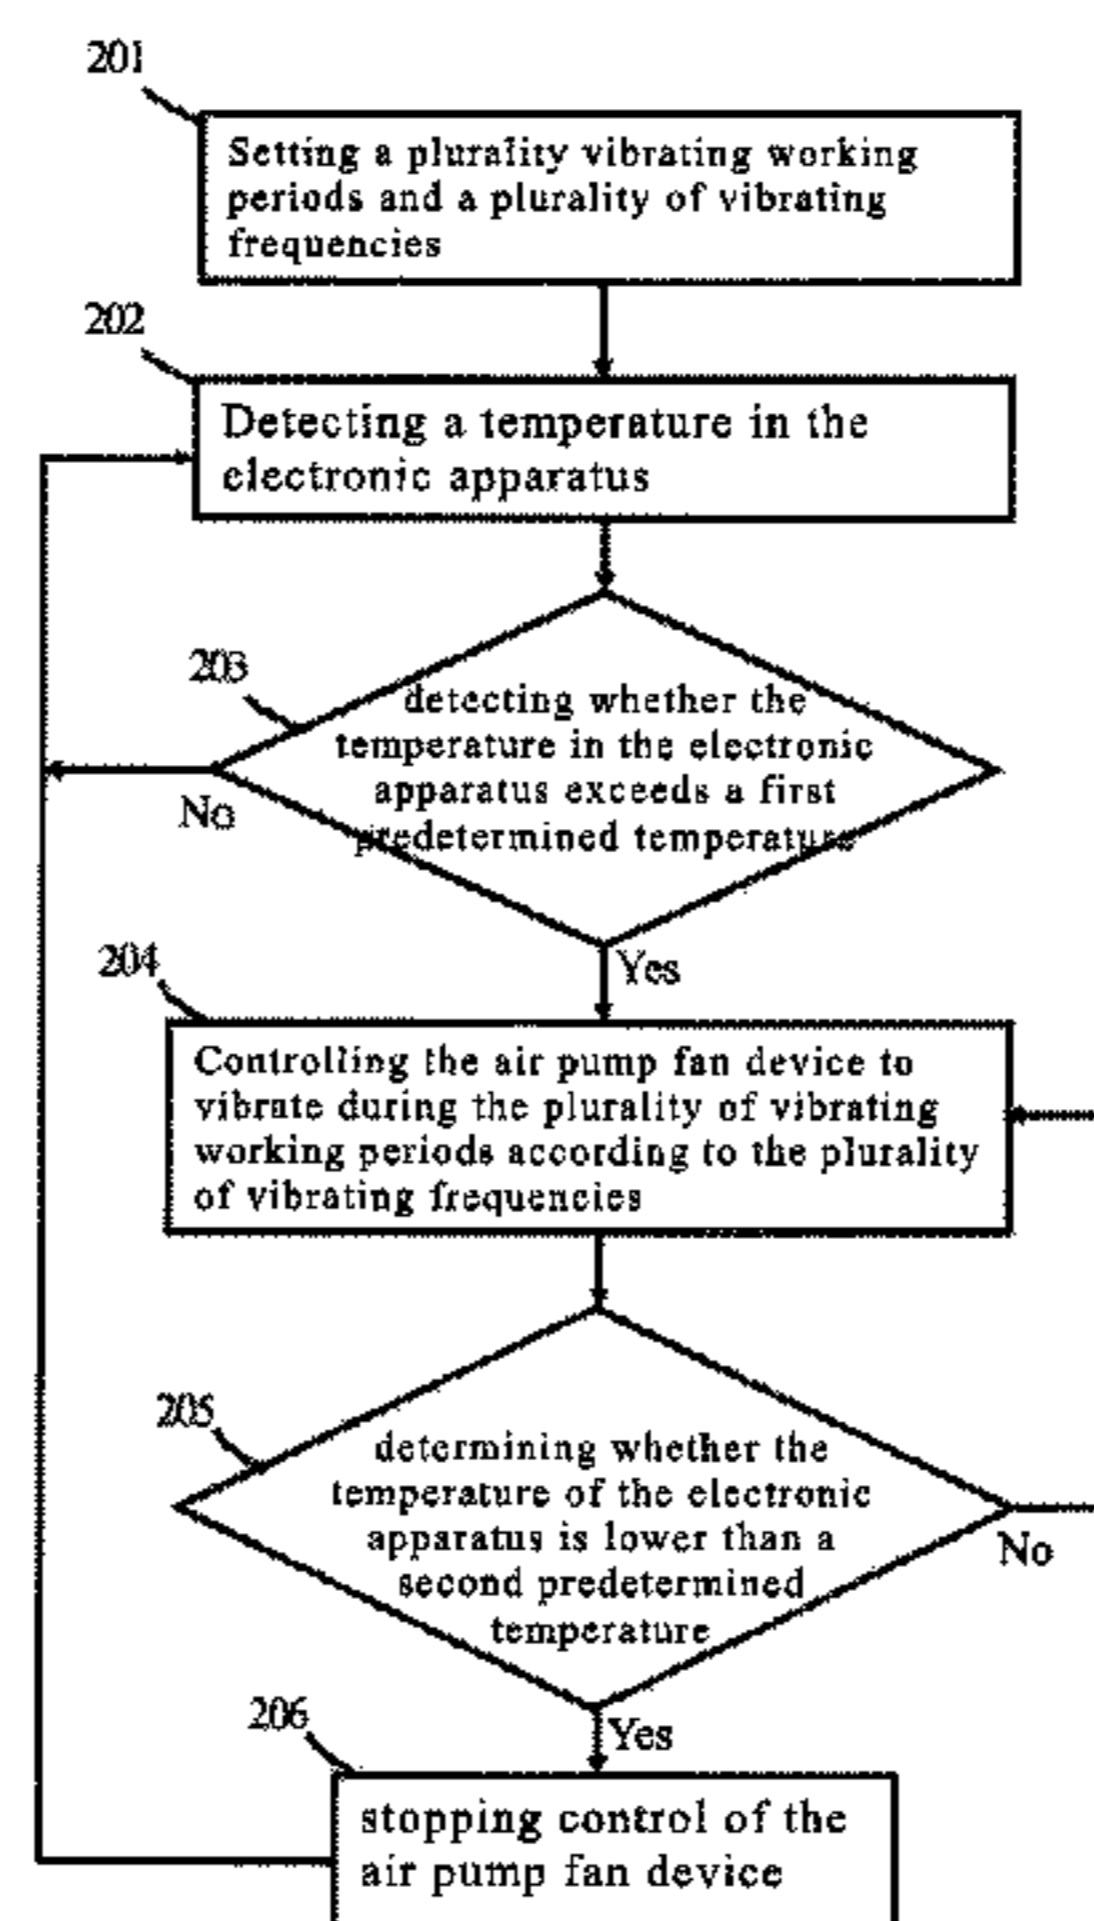 201
Setting a plurality vibrating working
periods and a plurality of vibrating
frequencies
202
Detecting a temperature in the
electronic apparatus
203
detecting whether the
temperature in the electronic
apparatus exceeds a first
predetermined temperature
No
Yes
204
Controlling the air pump fan device to
vibrate during the plurality of vibrating
working periods according to the plurality
of vibrating frequencies
205
determining whether the
temperature of the electronic
apparatus is lower than a
second predetermined
temperature
No
Yes
206
stopping control of the
air pump fan device